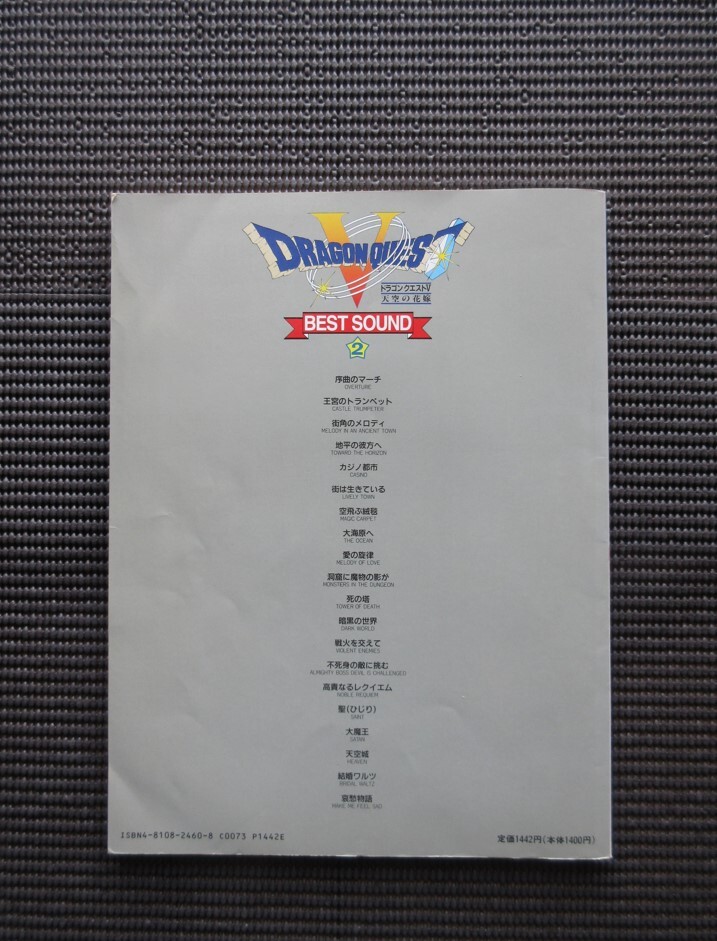 DRAGON QUEST
V
ドラゴンクエストV
天空の花嫁
BEST SOUND
2
序曲のマーチ
OVERTURE
王宮のトランペット
CASTLE TRUMPETER
街角のメロディ
MELODY IN AN ANCIENT TOWN
地平の彼方へ
TOWARD THE HORIZON
カジノ都市
CASINO
街は生きている
LIVELY TOWN
空飛ぶ絨毯
MAGIC CARPET
大海原へ
THE OCEAN
愛の旋律
MELODY OF LOVE
洞窟に魔物の影が
MONSTERS IN THE DUNGEON
死の塔
TOWER OF DEATH
暗黒の世界
DARK WORLD
戦火を交えて
VIOLENT ENEMIES
不死身の敵に挑む
ALMIGHTY BOSS DEVIL IS CHALLENGED
高貴なるレクイエム
NOBLE REQUIEM
聖(ひじり)
SAINT
大魔王
SATAN
天空城
HEAVEN
結婚ワルツ
BRIDAL WALTZ
哀愁物語
MAKE ME FEEL SAD
ISBN4-8108-2460-8 C0073 P1442E
定価1442円(本体1400円)